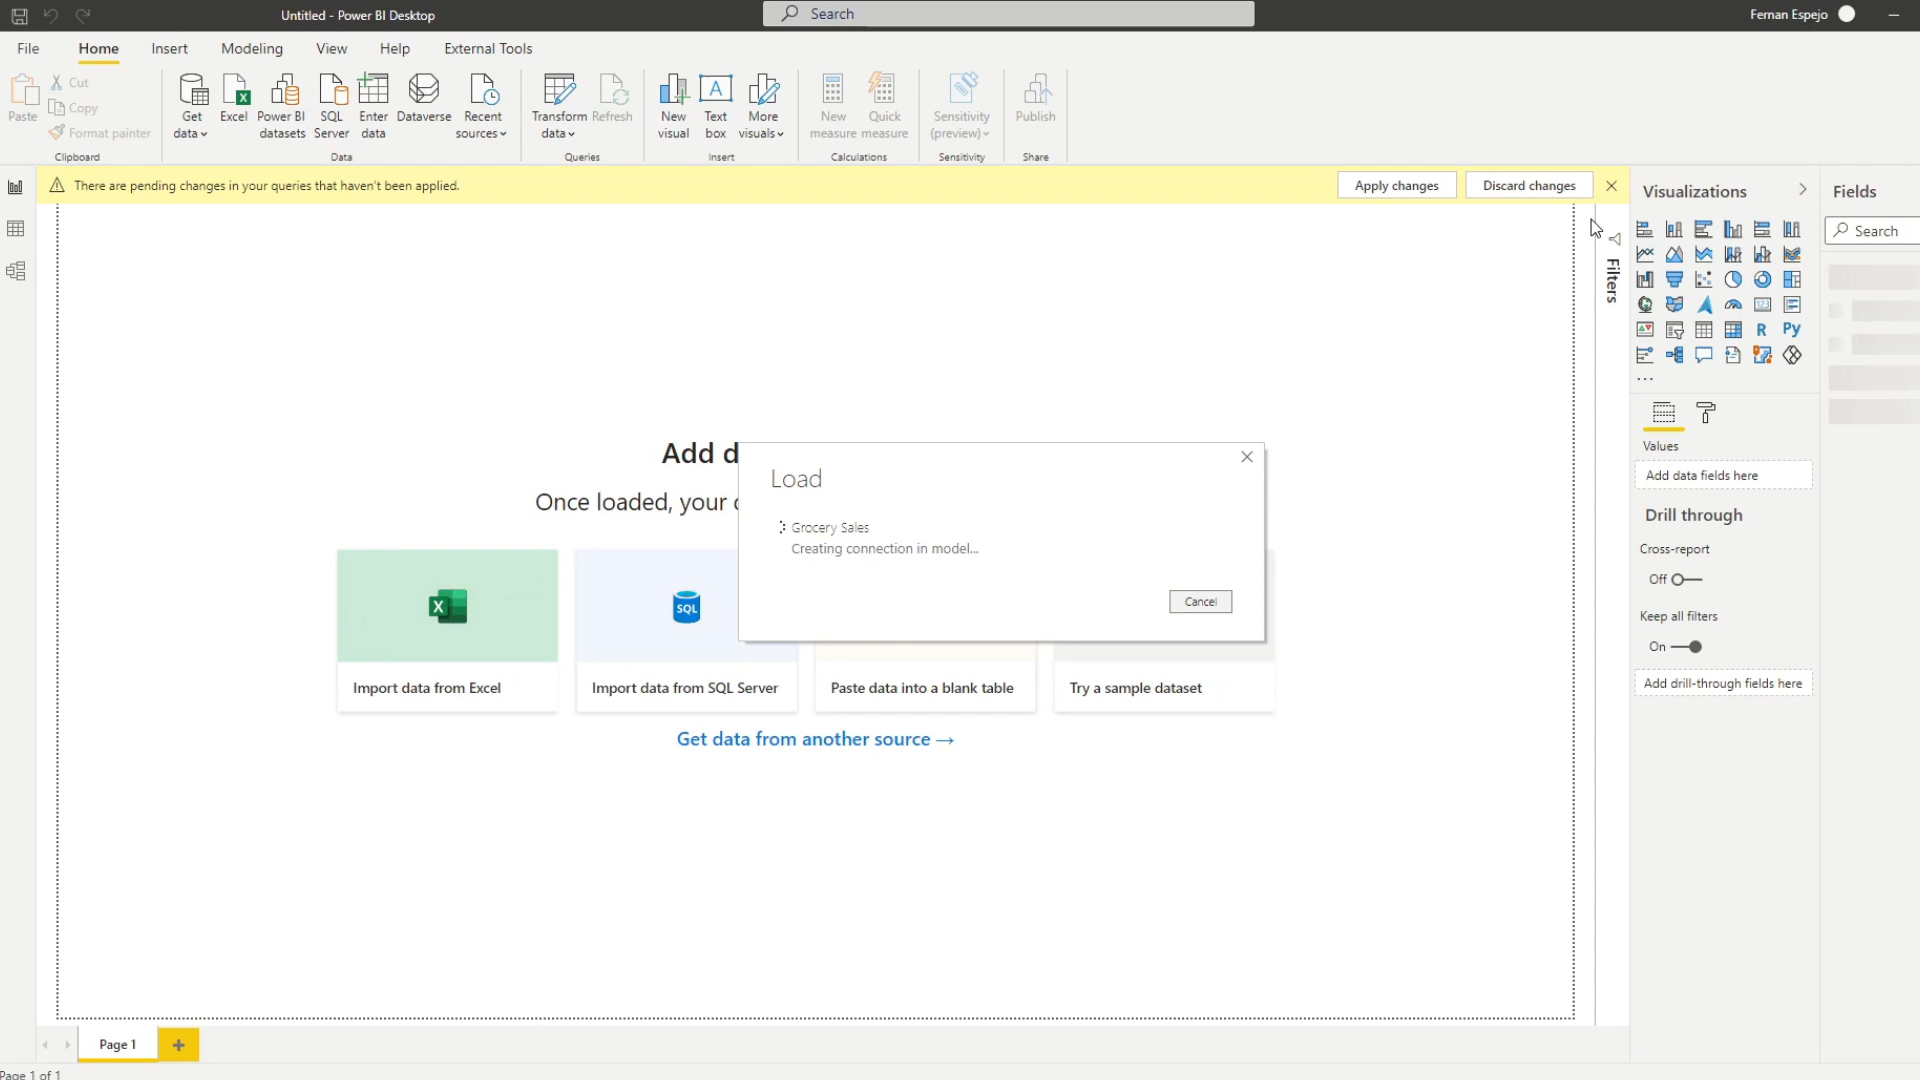 Untitled - Power BI Desktop
Search
Fernan Espejo
File
Home
Insert
Modeling
View
Help
External Tools
Paste
Cut
Copy
Format painter
Clipboard
Get
data
Excel
Power BI
datasets
SQL
Server
Enter
data
Dataverse
Recent
sources
Data
Transform
data
Refresh
Queries
New
visual
Text
box
More
visuals
Insert
New
measure
Quick
measure
Calculations
Sensitivity
(preview)
Sensitivity
Publish
Share
There are pending changes in your queries that haven't been applied.
Apply changes
Discard changes
Filters
Add d
Once loaded, your
Load
Grocery Sales
Creating connection in model...
Cancel
X
SQL
Import data from Excel
Import data from SQL Server
Paste data into a blank table
Try a sample dataset
Get data from another source →
Visualizations
123
R
Py
...
Values
Add data fields here
Drill through
Cross-report
Off
Keep all filters
On
Add drill-through fields here
Fields
Search
Page 1
+
Page 1 of 1